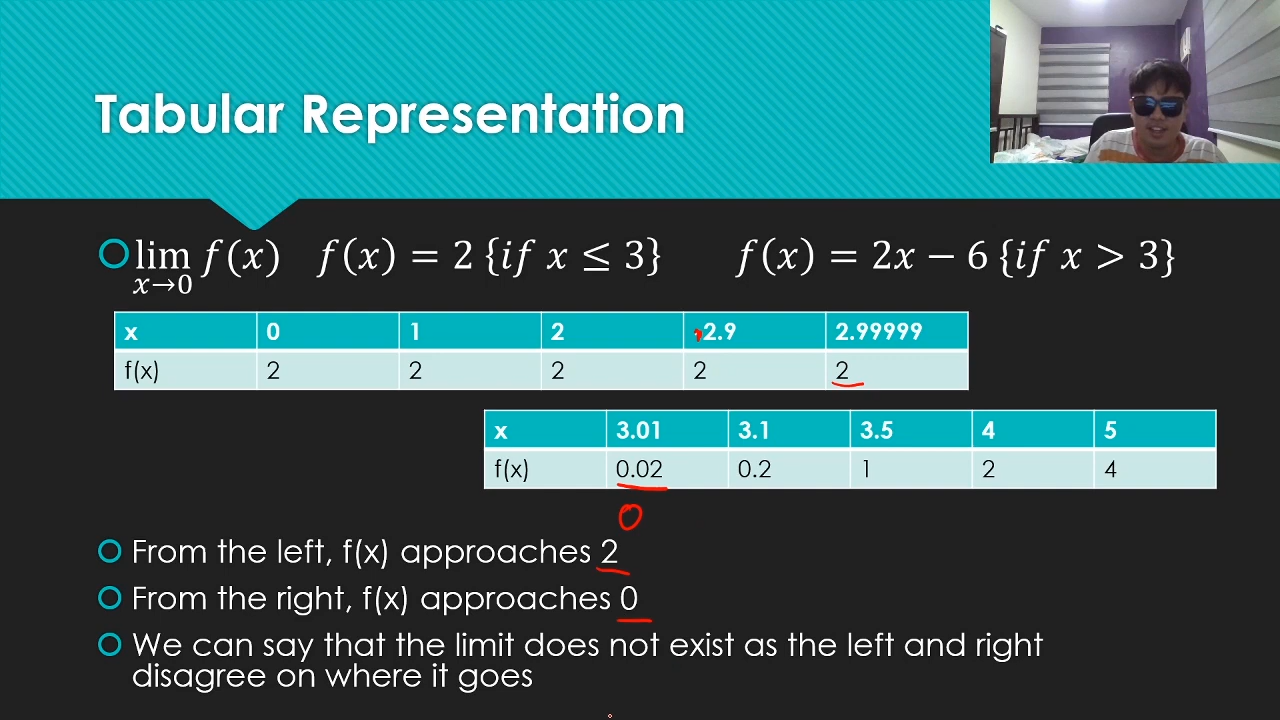 Tabular Representation
lim x→0 f(x) f(x) = 2 {if x ≤ 3} f(x) = 2x − 6 {if x > 3}
x 0 1 2 2.9 2.99999
f(x) 2 2 2 2 2
x 3.01 3.1 3.5 4 5
f(x) 0.02 0.2 1 2 4
0
From the left, f(x) approaches 2
From the right, f(x) approaches 0
We can say that the limit does not exist as the left and right
disagree on where it goes